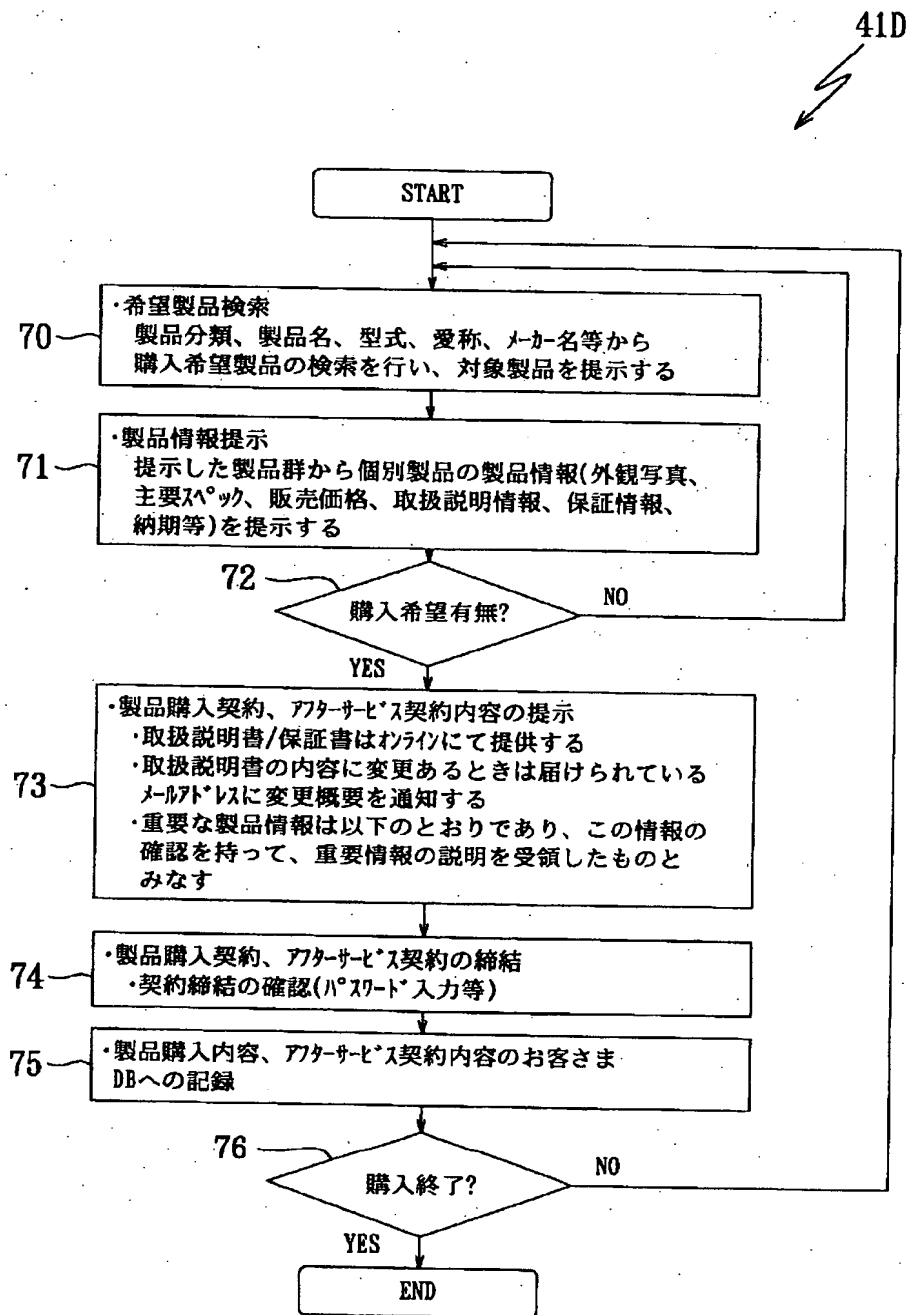 41D
START
70
・希望製品検索
製品分類、製品名、型式、愛称、ﾒｰｶｰ名等から
購入希望製品の検索を行い、対象製品を提示する
71
・製品情報提示
提示した製品群から個別製品の製品情報(外観写真、
主要ｽﾍﾟｯｸ、販売価格、取扱説明情報、保証情報、
納期等)を提示する
72
購入希望有無?
NO
YES
73
・製品購入契約、ｱﾌﾀｰｻｰﾋﾞｽ契約内容の提示
・取扱説明書/保証書はｵﾝﾗｲﾝにて提供する
・取扱説明書の内容に変更あるときは届けられている
ﾒｰﾙｱﾄﾞﾚｽに変更概要を通知する
・重要な製品情報は以下のとおりであり、この情報の
確認を持って、重要情報の説明を受領したものと
みなす
74
・製品購入契約、ｱﾌﾀｰｻｰﾋﾞｽ契約の締結
・契約締結の確認(ﾊﾟｽﾜｰﾄﾞ入力等)
75
・製品購入内容、ｱﾌﾀｰｻｰﾋﾞｽ契約内容のお客さま
DBへの記録
76
購入終了?
NO
YES
END